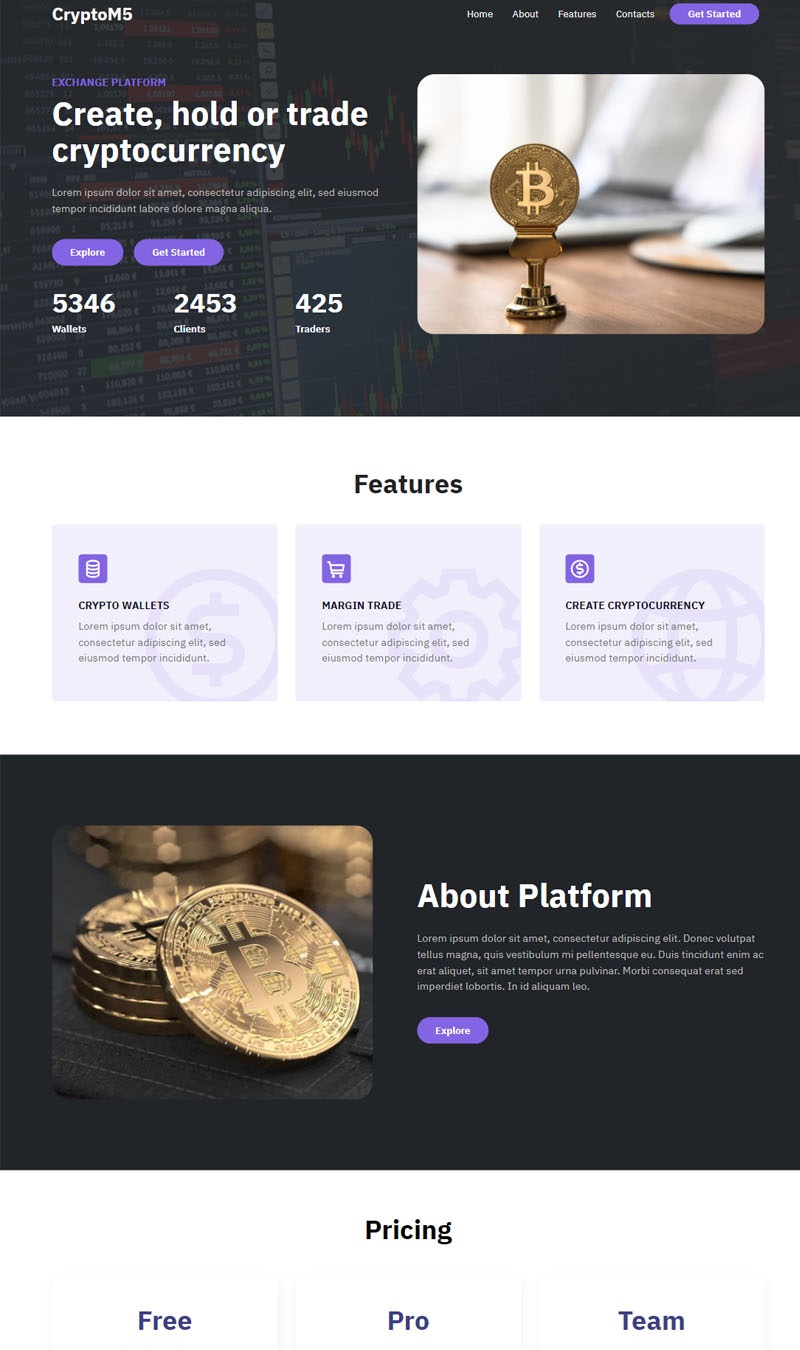 CryptoM5
Home About Features Contacts Get Started
EXCHANGE PLATFORM
Create, hold or trade
cryptocurrency
Lorem ipsum dolor sit amet, consectetur adipiscing elit, sed eiusmod
tempor incididunt labore dolore magna aliqua.
Explore Get Started
5346 2453 425
Wallets Clients Traders
Features
CRYPTO WALLETS
Lorem ipsum dolor sit amet,
consectetur adipiscing elit, sed
eiusmod tempor incididunt.
MARGIN TRADE
Lorem ipsum dolor sit amet,
consectetur adipiscing elit, sed
eiusmod tempor incididunt.
CREATE CRYPTOCURRENCY
Lorem ipsum dolor sit amet,
consectetur adipiscing elit, sed
eiusmod tempor incididunt.
About Platform
Lorem ipsum dolor sit amet, consectetur adipiscing elit. Donec volutpat
tellus magna, quis vestibulum mi pellentesque eu. Duis tincidunt enim ac
erat aliquet, sit amet tempor urna pulvinar. Morbi consequat erat sed
imperdiet lobortis. In id aliquam leo.
Explore
Pricing
Free Pro Team